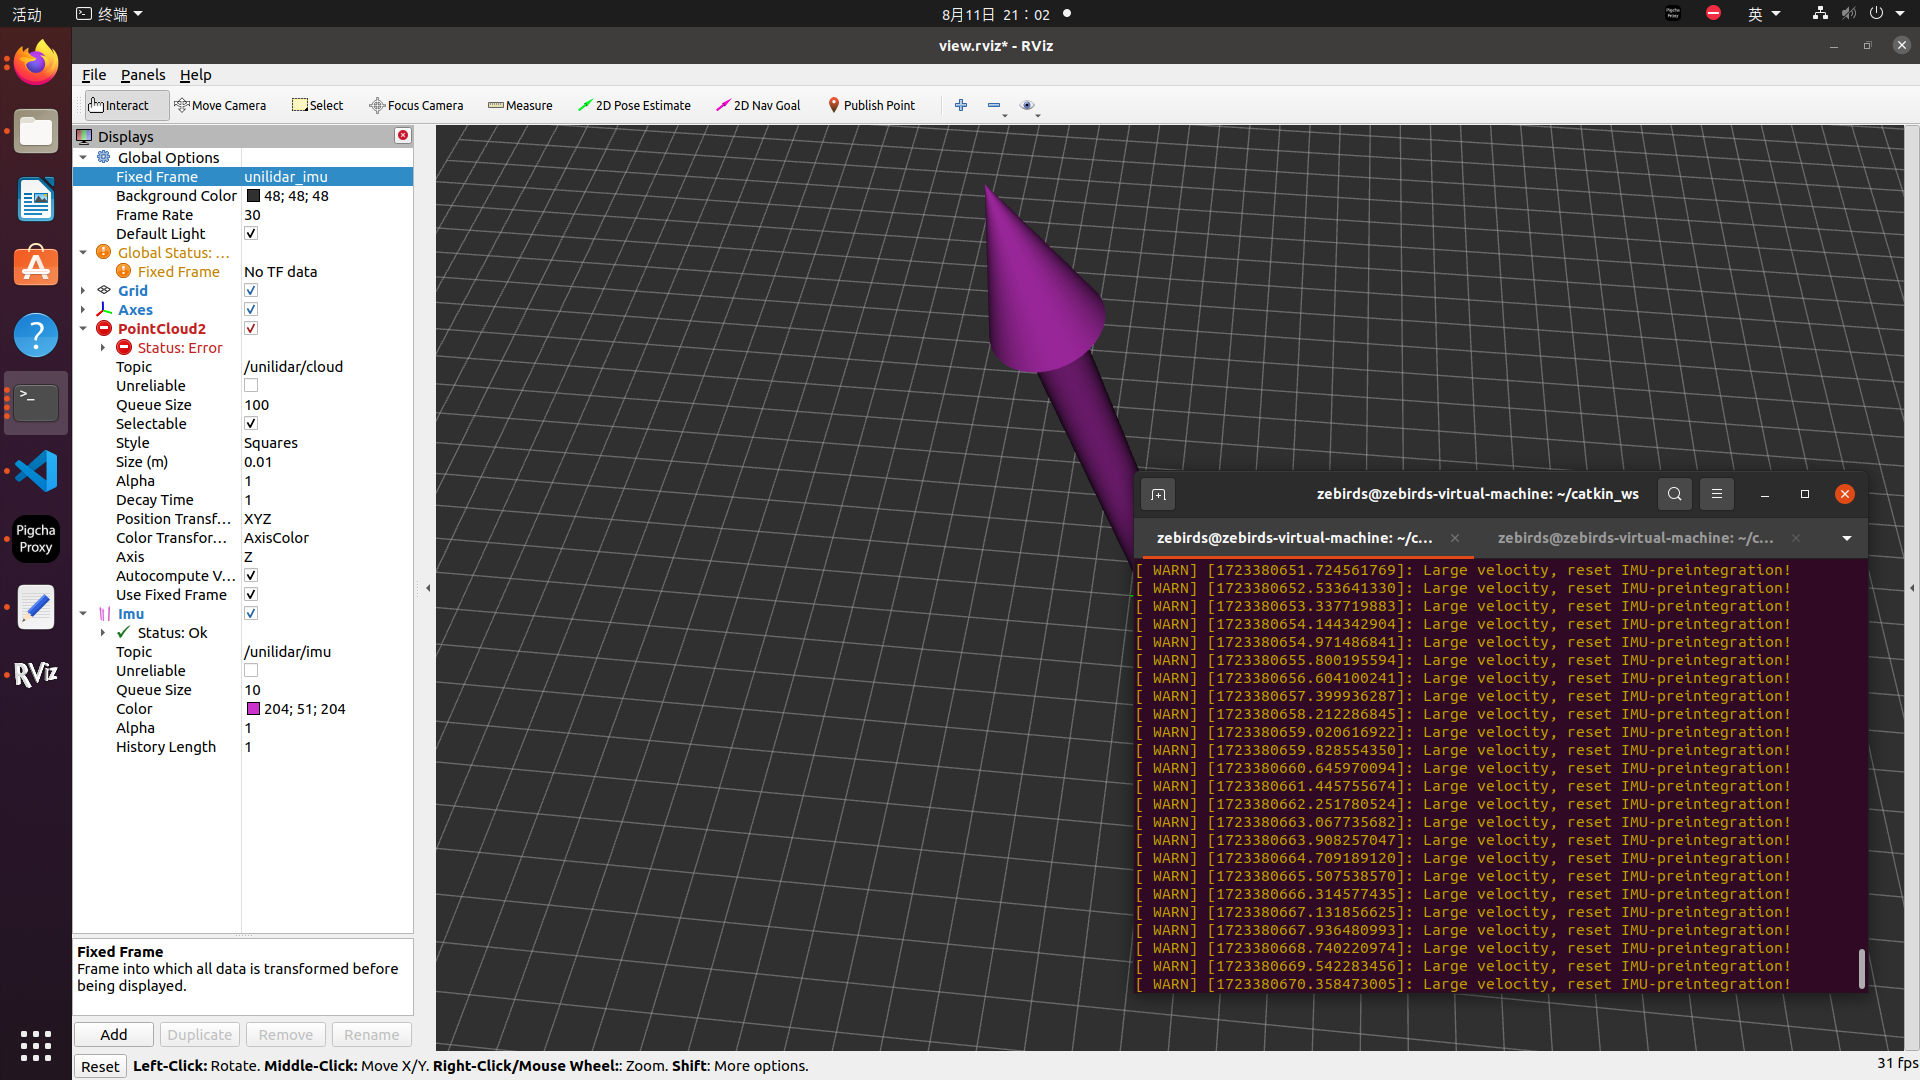 活动
终端
8月11日 21：02
Pigcha
Proxy
英
view.rviz* - RViz
File Panels Help
Interact Move Camera Select Focus Camera Measure 2D Pose Estimate 2D Nav Goal Publish Point
Displays
Global Options
Fixed Frame unilidar_imu
Background Color 48; 48; 48
Frame Rate 30
Default Light
Global Status: ...
Fixed Frame No TF data
Grid
Axes
PointCloud2
Status: Error
Topic /unilidar/cloud
Unreliable
Queue Size 100
Selectable
Style Squares
Size (m) 0.01
Alpha 1
Decay Time 1
Position Transf... XYZ
Color Transfor... AxisColor
Axis Z
Autocompute V...
Use Fixed Frame
Imu
Status: Ok
Topic /unilidar/imu
Unreliable
Queue Size 10
Color 204; 51; 204
Alpha 1
History Length 1
Fixed Frame
Frame into which all data is transformed before
being displayed.
Add Duplicate Remove Rename
Reset Left-Click: Rotate. Middle-Click: Move X/Y. Right-Click/Mouse Wheel:: Zoom. Shift: More options.
31 fps
Pigcha
Proxy
RViz
zebirds@zebirds-virtual-machine: ~/catkin_ws
zebirds@zebirds-virtual-machine: ~/c... zebirds@zebirds-virtual-machine: ~/c...
[ WARN] [1723380651.724561769]: Large velocity, reset IMU-preintegration!
[ WARN] [1723380652.533641330]: Large velocity, reset IMU-preintegration!
[ WARN] [1723380653.337719883]: Large velocity, reset IMU-preintegration!
[ WARN] [1723380654.144342904]: Large velocity, reset IMU-preintegration!
[ WARN] [1723380654.971486841]: Large velocity, reset IMU-preintegration!
[ WARN] [1723380655.800195594]: Large velocity, reset IMU-preintegration!
[ WARN] [1723380656.604100241]: Large velocity, reset IMU-preintegration!
[ WARN] [1723380657.399936287]: Large velocity, reset IMU-preintegration!
[ WARN] [1723380658.212286845]: Large velocity, reset IMU-preintegration!
[ WARN] [1723380659.020616922]: Large velocity, reset IMU-preintegration!
[ WARN] [1723380659.828554350]: Large velocity, reset IMU-preintegration!
[ WARN] [1723380660.645970094]: Large velocity, reset IMU-preintegration!
[ WARN] [1723380661.445755674]: Large velocity, reset IMU-preintegration!
[ WARN] [1723380662.251780524]: Large velocity, reset IMU-preintegration!
[ WARN] [1723380663.067735682]: Large velocity, reset IMU-preintegration!
[ WARN] [1723380663.908257047]: Large velocity, reset IMU-preintegration!
[ WARN] [1723380664.709189120]: Large velocity, reset IMU-preintegration!
[ WARN] [1723380665.507538570]: Large velocity, reset IMU-preintegration!
[ WARN] [1723380666.314577435]: Large velocity, reset IMU-preintegration!
[ WARN] [1723380667.131856625]: Large velocity, reset IMU-preintegration!
[ WARN] [1723380667.936480993]: Large velocity, reset IMU-preintegration!
[ WARN] [1723380668.740220974]: Large velocity, reset IMU-preintegration!
[ WARN] [1723380669.542283456]: Large velocity, reset IMU-preintegration!
[ WARN] [1723380670.358473005]: Large velocity, reset IMU-preintegration!